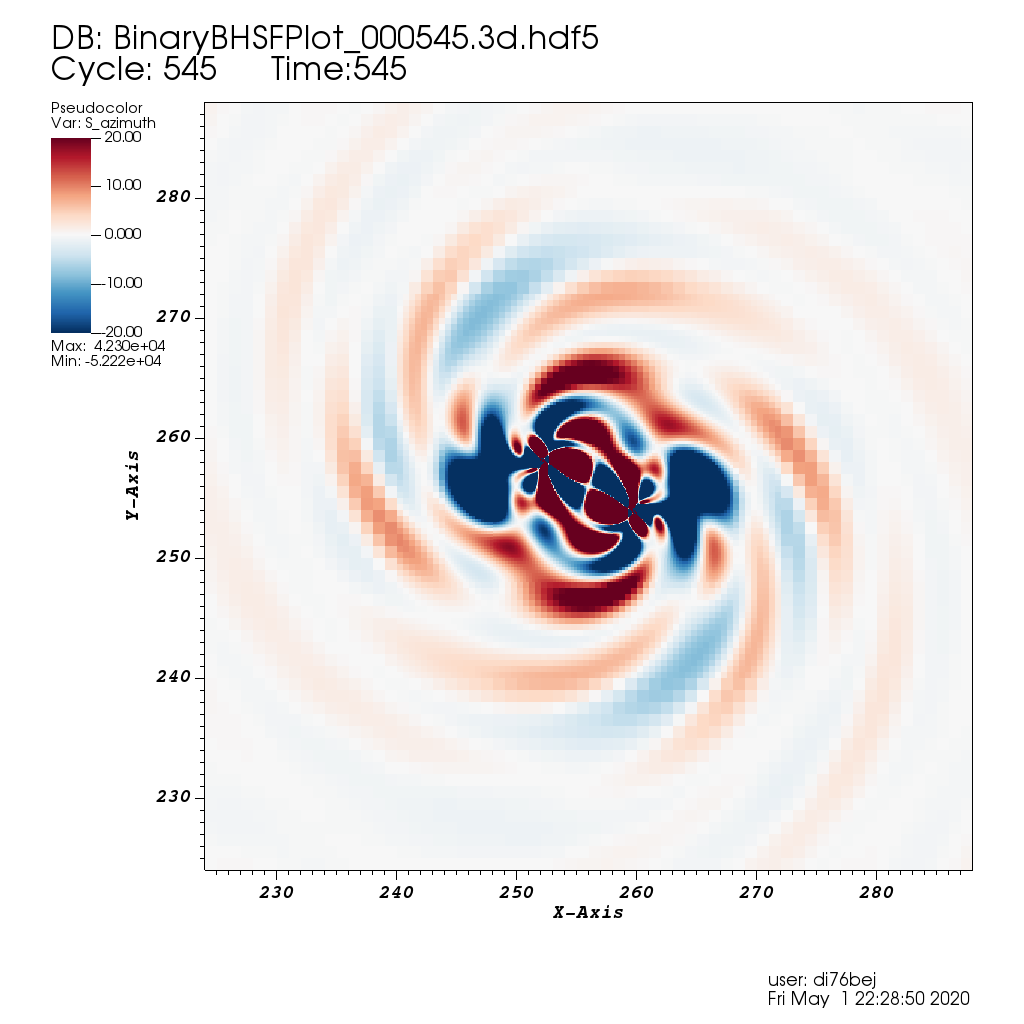 DB: BinaryBHSFPlot_000545.3d.hdf5
Cycle: 545 Time:545
Pseudocolor
Var: S_azimuth
20.00
10.00
0.000
-10.00
-20.00
Max: 4.230e+04
Min: -5.222e+04
280
270
260
250
240
230
Y-Axis
230 240 250 260 270 280
X-Axis
user: di76bej
Fri May 1 22:28:50 2020